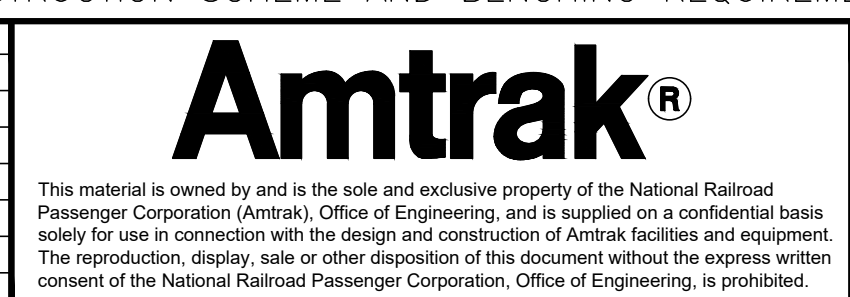 SCHEME AND BENCHING
Amtrak®
This material is owned by and is the sole and exclusive property of the National Railroad
Passenger Corporation (Amtrak), Office of Engineering, and is supplied on a confidential basis
solely for use in connection with the design and construction of Amtrak facilities and equipment.
The reproduction, display, sale or other disposition of this document without the express written
consent of the National Railroad Passenger Corporation, Office of Engineering, is prohibited.